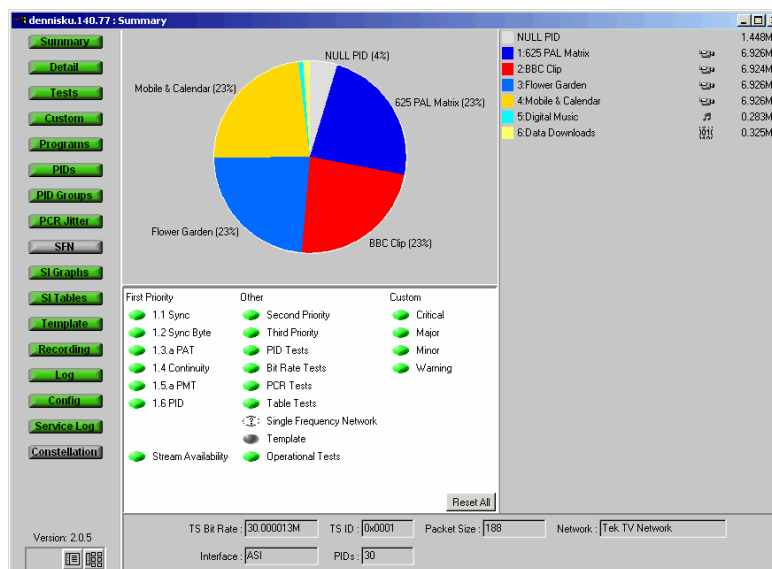 dennisku.140.77 : Summary
Summary
Detail
Tests
Custom
Programs
PIDs
PID Groups
PCR Jitter
SFN
SI Graphs
SI Tables
Template
Recording
Log
Config
Service Log
Constellation
Version: 2.0.5
NULL PID (4%)
625 PAL Matrix (23%)
BBC Clip (23%)
Flower Garden (23%)
Mobile & Calendar (23%)
NULL PID 1.448M
1:625 PAL Matrix 6.926M
2:BBC Clip 6.924M
3:Flower Garden 6.926M
4:Mobile & Calendar 6.926M
5:Digital Music 0.283M
6:Data Downloads 0.325M
First Priority Other Custom
1.1 Sync Second Priority Critical
1.2 Sync Byte Third Priority Major
1.3.a PAT PID Tests Minor
1.4 Continuity Bit Rate Tests Warning
1.5.a PMT PCR Tests
1.6 PID Table Tests
Single Frequency Network
Template
Stream Availability Operational Tests
Reset All
TS Bit Rate : 30.000013M TS ID : 0x0001 Packet Size : 188 Network : Tek TV Network
Interface : ASI PIDs : 30